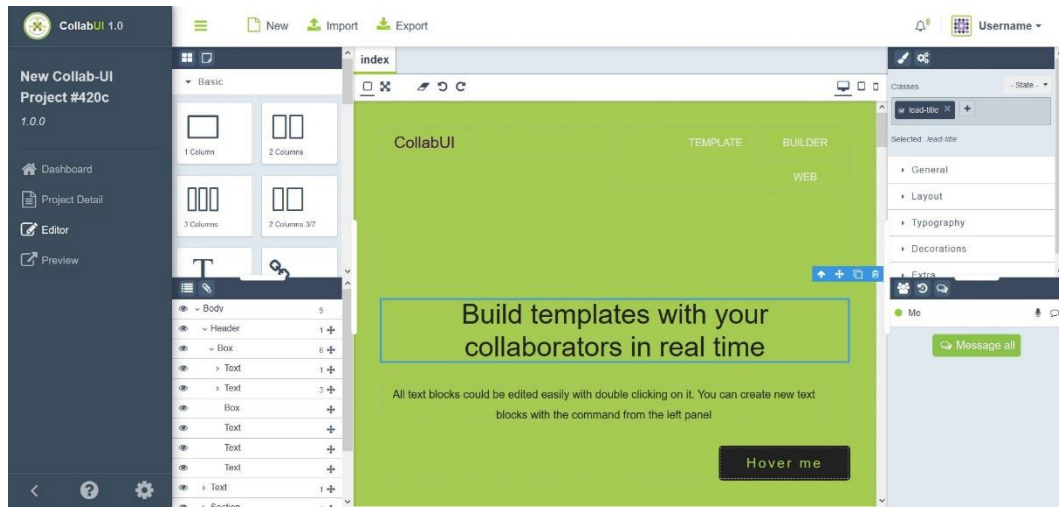 CollabUI 1.0
New
Import
Export
8
Username
New Collab-UI
Project #420c
1.0.0
Dashboard
Project Detail
Editor
Preview
Basic
1 Column
2 Columns
3 Columns
2 Columns 3/7
Body 9
Header 1
Box 6
Text 1
Text 3
Box
Text
Text
Text
Text 1
Section
index
CollabUI
TEMPLATE BUILDER
WEB
Build templates with your
collaborators in real time
All text blocks could be edited easily with double clicking on it. You can create new text
blocks with the command from the left panel
Hover me
Classes - State -
lead-title × +
Selected .lead-title
General
Layout
Typography
Decorations
Extra
Me
Message all